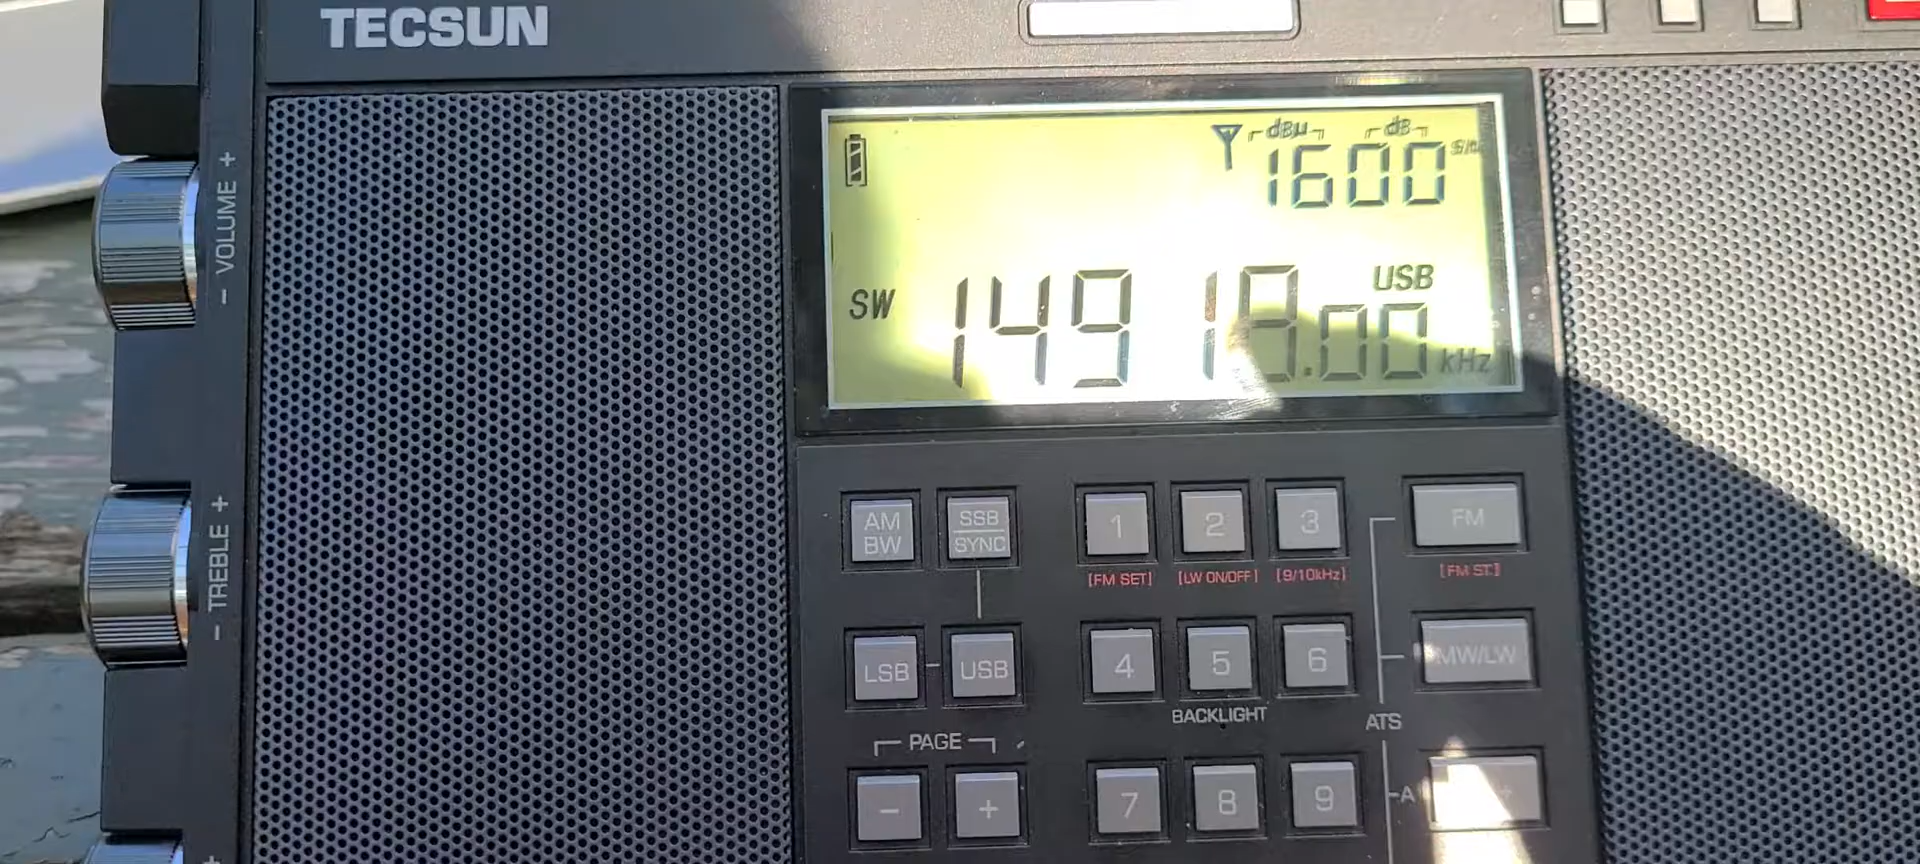 TECSUN
dBµ dB
1600 S/N
USB
SW 14918.00 kHz
- VOLUME +
- TREBLE +
+
AM BW
SSB SYNC
1 2 3
FM
[FM SET] [LW ON/OFF] [9/10kHz]
[FM ST.]
LSB - USB
4 5 6
MW/LW
BACKLIGHT
ATS
PAGE
- +
7 8 9
A